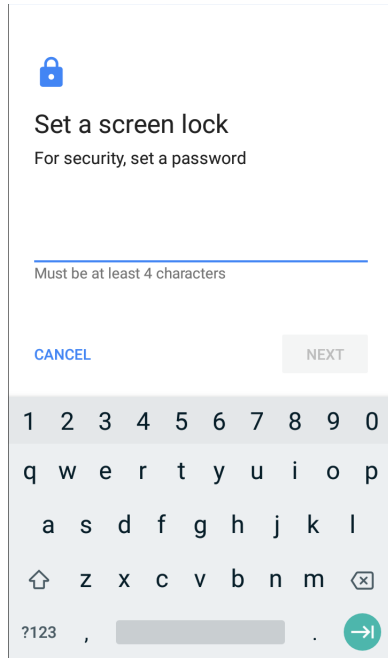 Set a screen lock
For security, set a password
Must be at least 4 characters
CANCEL NEXT
1 2 3 4 5 6 7 8 9 0
q w e r t y u i o p
a s d f g h j k l
z x c v b n m
?123 , .